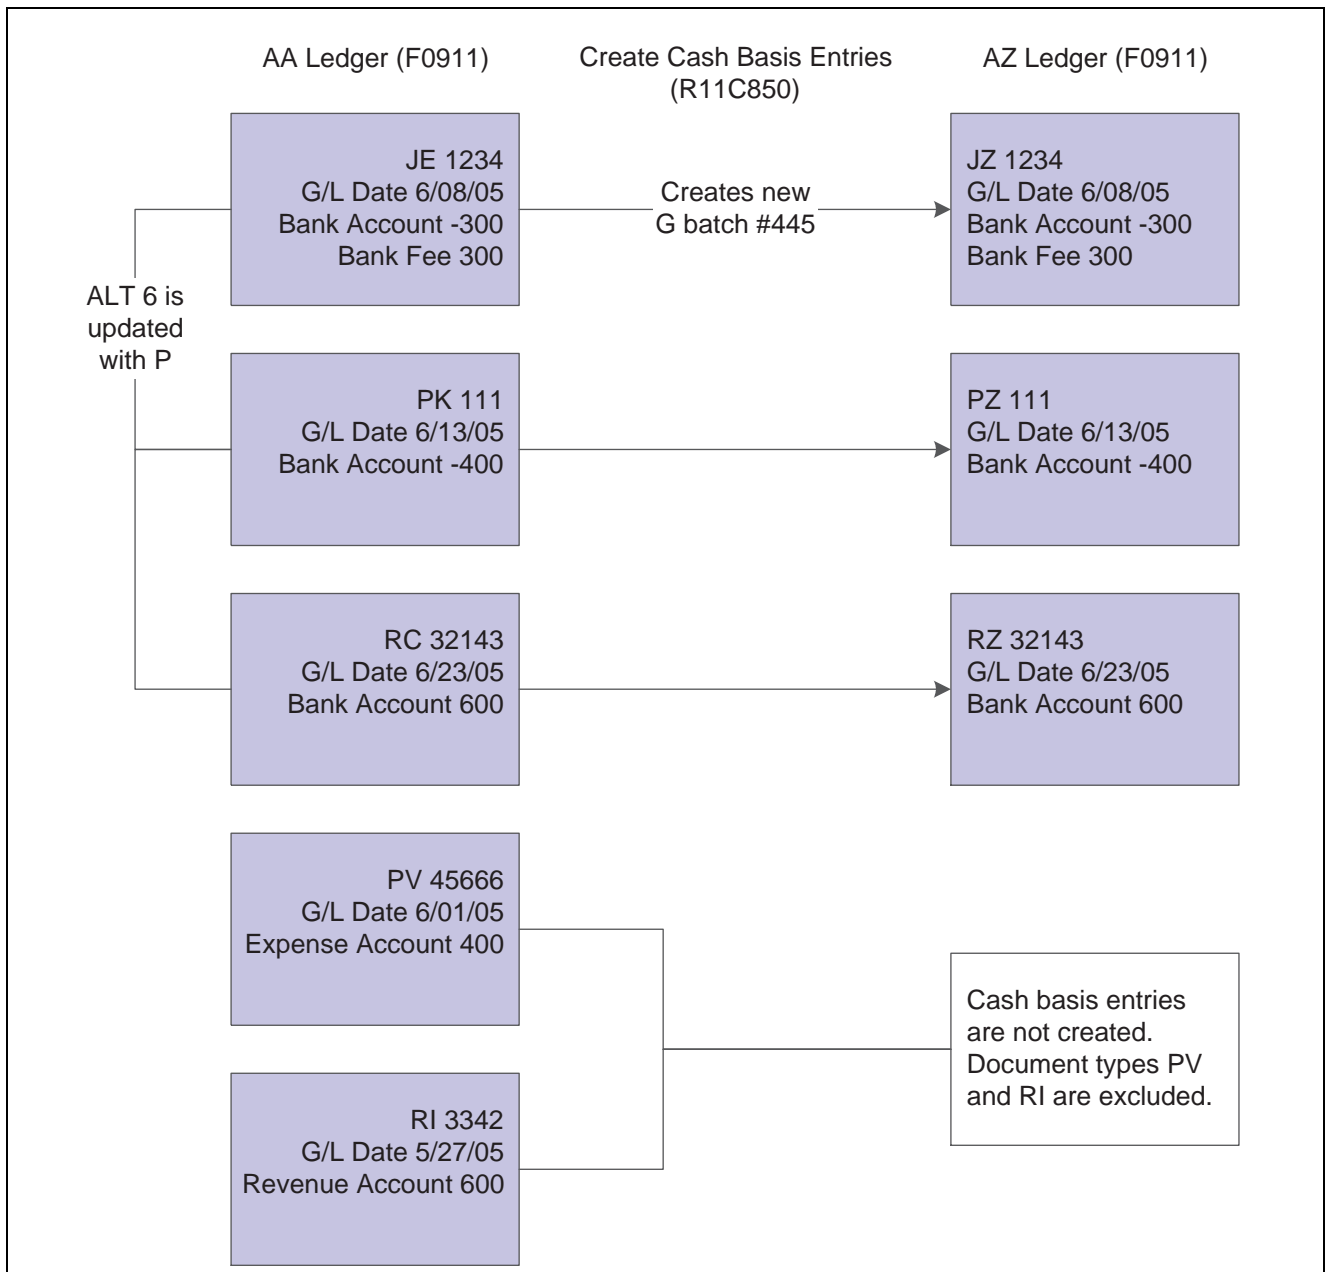 AA Ledger (F0911)
Create Cash Basis Entries
(R11C850)
AZ Ledger (F0911)
JE 1234
G/L Date 6/08/05
Bank Account -300
Bank Fee 300
Creates new
G batch #445
JZ 1234
G/L Date 6/08/05
Bank Account -300
Bank Fee 300
ALT 6 is
updated
with P
PK 111
G/L Date 6/13/05
Bank Account -400
PZ 111
G/L Date 6/13/05
Bank Account -400
RC 32143
G/L Date 6/23/05
Bank Account 600
RZ 32143
G/L Date 6/23/05
Bank Account 600
PV 45666
G/L Date 6/01/05
Expense Account 400
Cash basis entries
are not created.
Document types PV
and RI are excluded.
RI 3342
G/L Date 5/27/05
Revenue Account 600